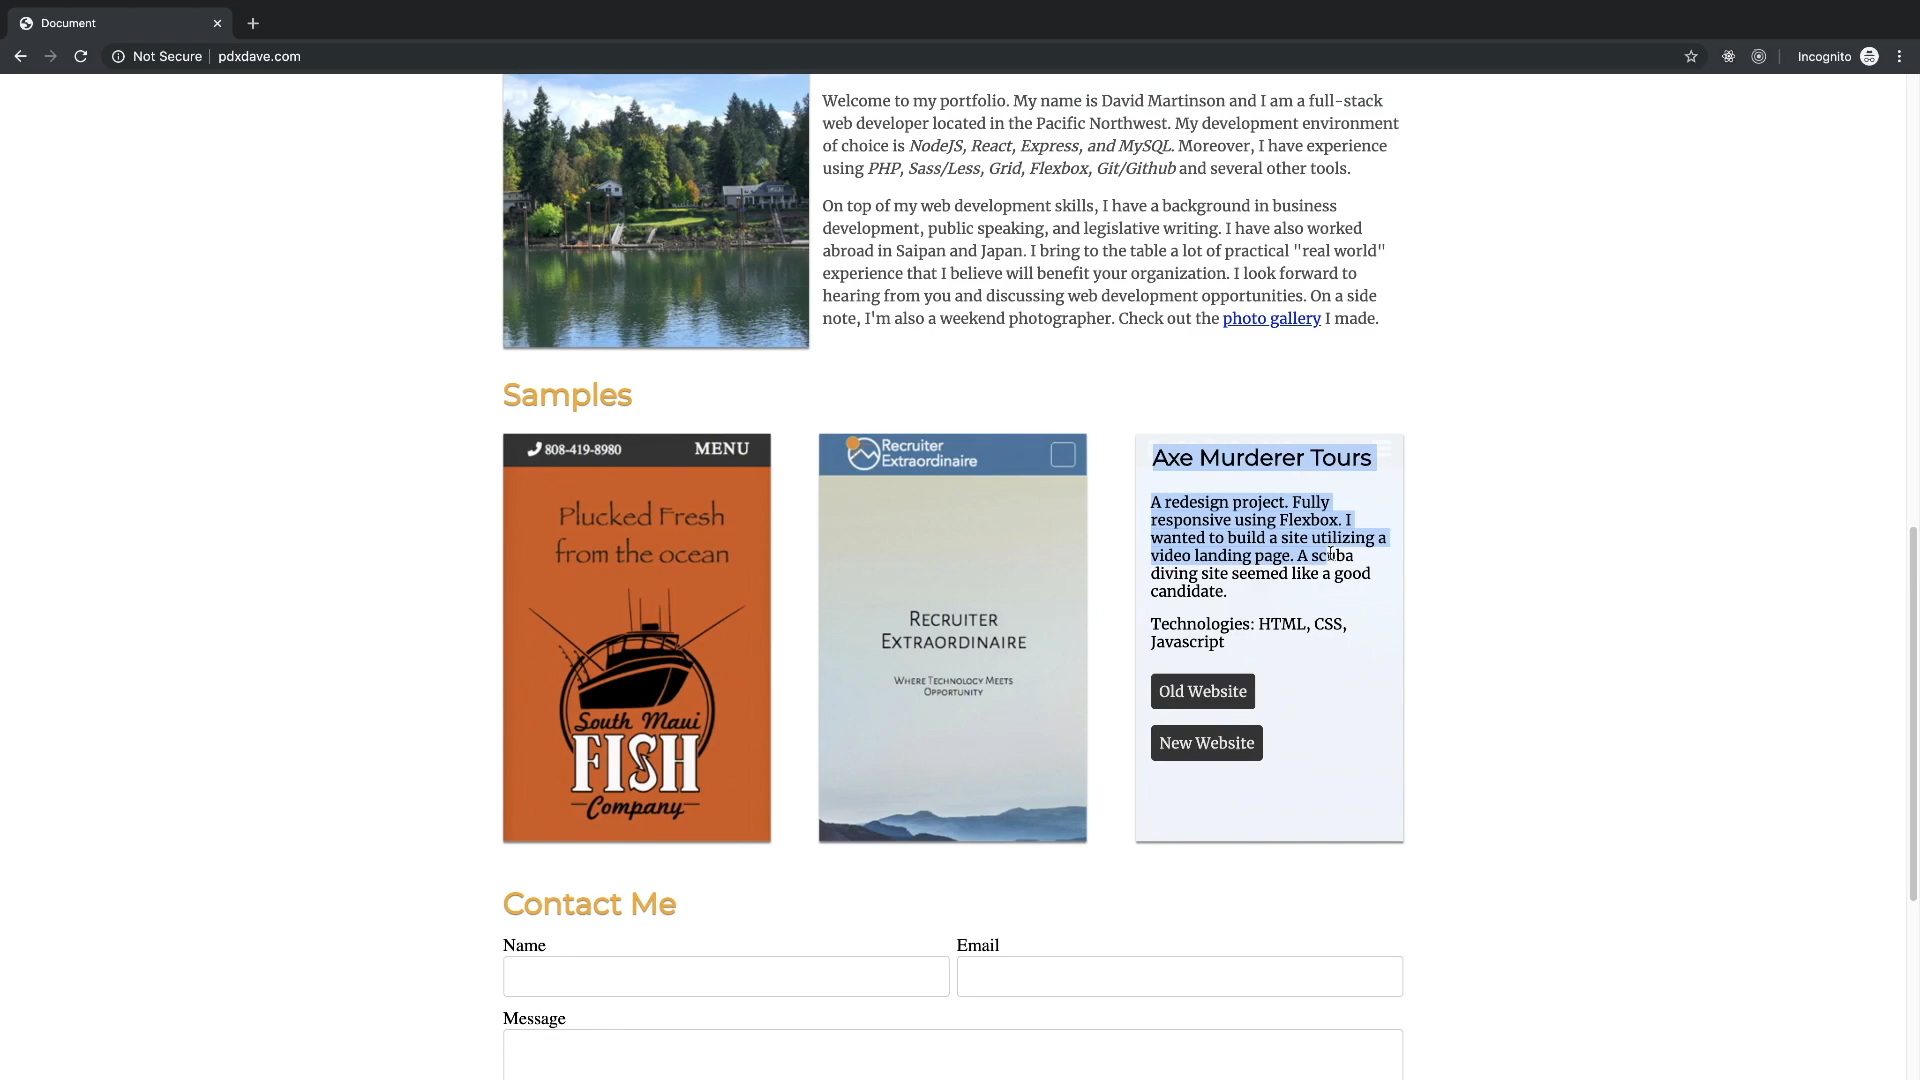 Document
Not Secure
pdxdave.com
Incognito
Welcome to my portfolio. My name is David Martinson and I am a full-stack
web developer located in the Pacific Northwest. My development environment
of choice is NodeJS, React, Express, and MySQL. Moreover, I have experience
using PHP, Sass/Less, Grid, Flexbox, Git/Github and several other tools.
On top of my web development skills, I have a background in business
development, public speaking, and legislative writing. I have also worked
abroad in Saipan and Japan. I bring to the table a lot of practical "real world"
experience that I believe will benefit your organization. I look forward to
hearing from you and discussing web development opportunities. On a side
note, I'm also a weekend photographer. Check out the photo gallery I made.
Samples
808-419-8980
MENU
Plucked Fresh
from the ocean
South Maui
FISH
Company
Recruiter
Extraordinaire
Recruiter
Extraordinaire
Where Technology Meets
Opportunity
Axe Murderer Tours
A redesign project. Fully
responsive using Flexbox. I
wanted to build a site utilizing a
video landing page. A scuba
diving site seemed like a good
candidate.
Technologies: HTML, CSS,
Javascript
Old Website
New Website
Contact Me
Name
Email
Message